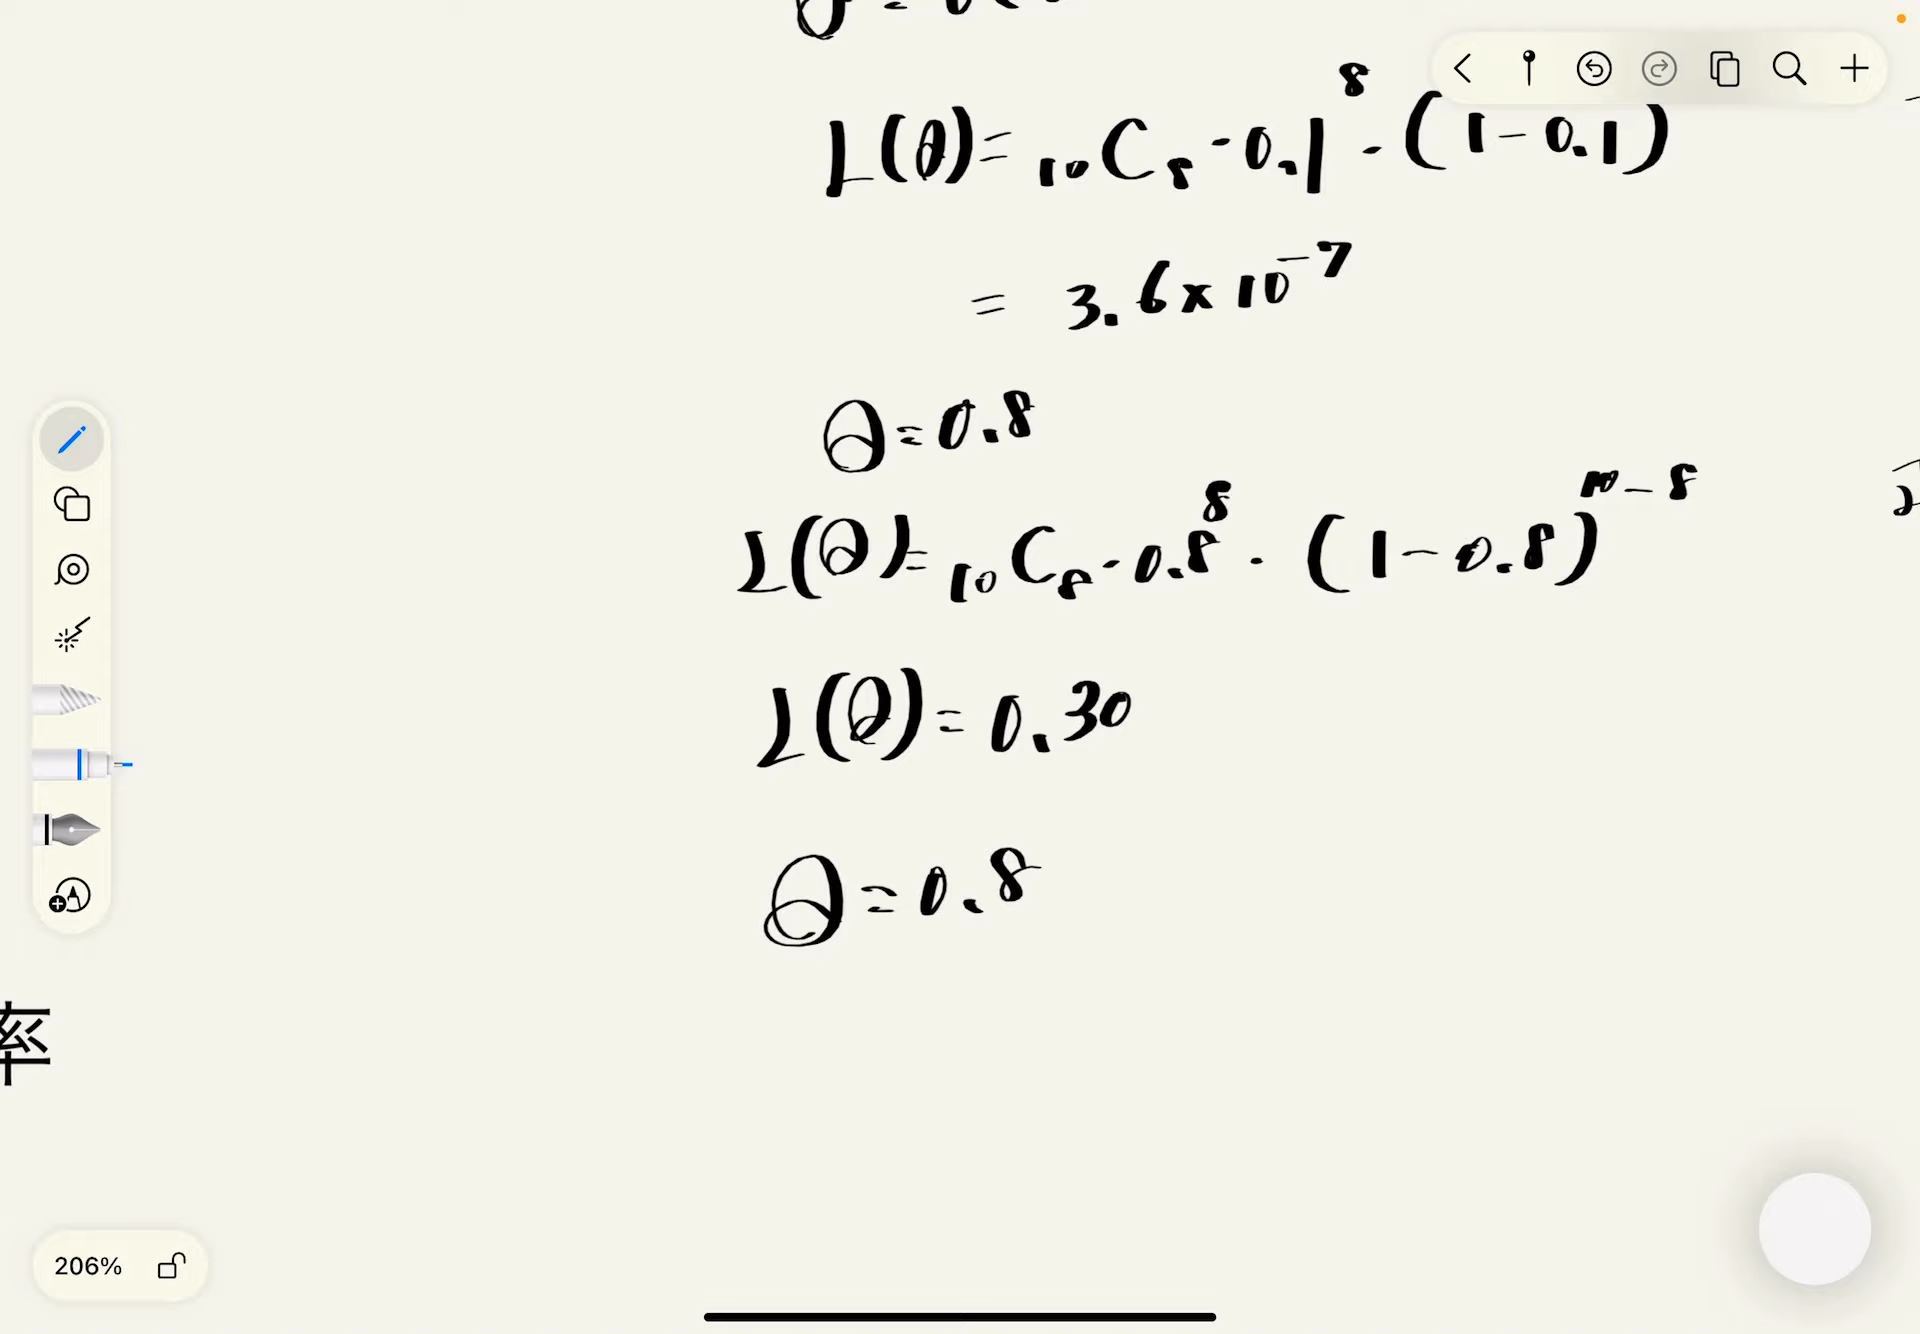 L(θ)= ₁₀C₈·0.1⁸·(1-0.1)
= 3.6×10⁻⁷
θ=0.8
L(θ)= ₁₀C₈·0.8⁸·(1-0.8)¹⁰⁻⁸
L(θ)=0.30
θ=0.8
率
206%